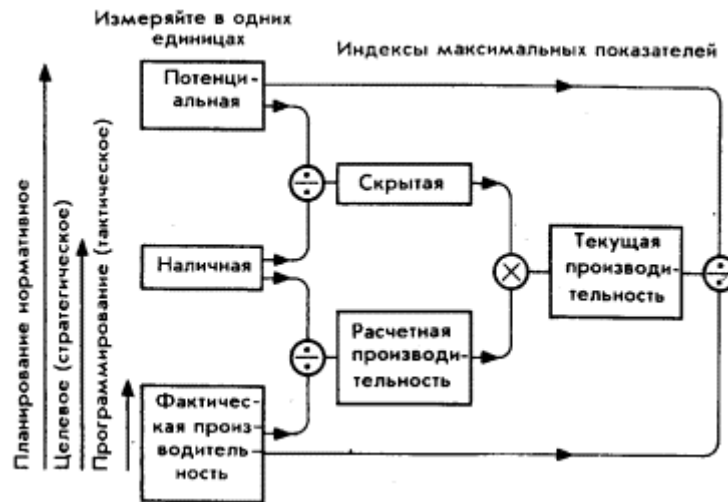 Измеряйте в одних
единицах
Индексы максимальных показателей
Потенци-
альная
Скрытая
Наличная
Текущая
производи-
тельность
Расчетная
производи-
тельность
Фактичес-
кая произ-
водитель
ность
Планирование нормативное
Целевое (стратегическое)
Программирование (тактическое)